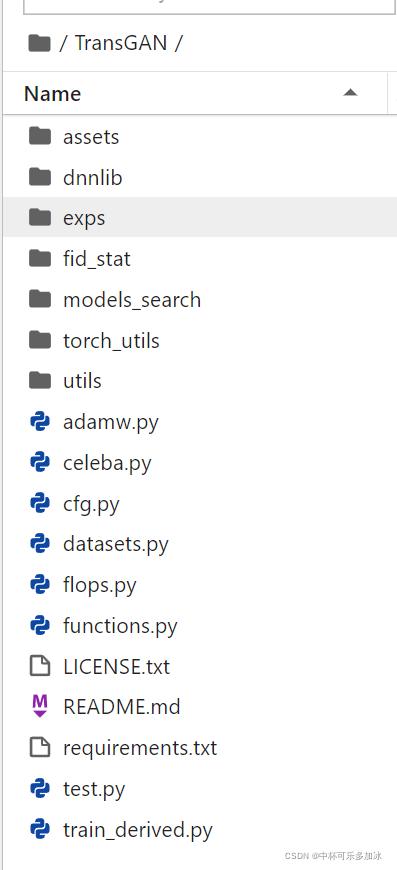 / TransGAN /
Name
assets
dnnlib
exps
fid_stat
models_search
torch_utils
utils
adamw.py
celeba.py
cfg.py
datasets.py
flops.py
functions.py
LICENSE.txt
README.md
requirements.txt
test.py
train_derived.py
CSDN @中杯可乐多加冰